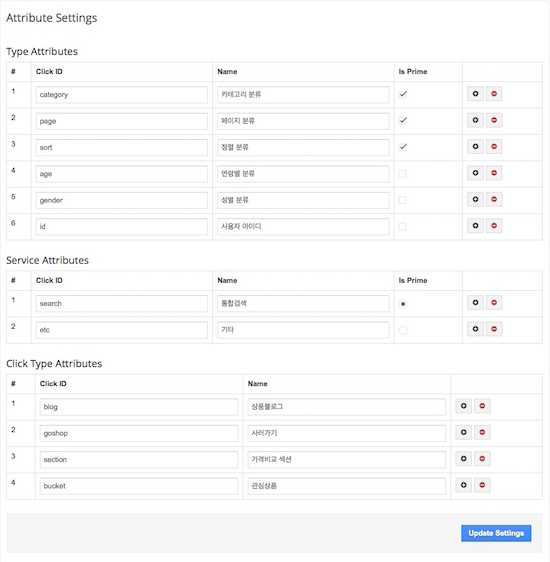 Attribute Settings
Type Attributes
# Click ID Name Is Prime
1 category 카테고리 분류
2 page 페이지 분류
3 sort 정렬 분류
4 age 연령별 분류
5 gender 성별 분류
6 id 사용자 아이디
Service Attributes
# Click ID Name Is Prime
1 search 통합검색
2 etc 기타
Click Type Attributes
# Click ID Name
1 blog 상품블로그
2 goshop 사러가기
3 section 가격비교 섹션
4 bucket 관심상품
Update Settings